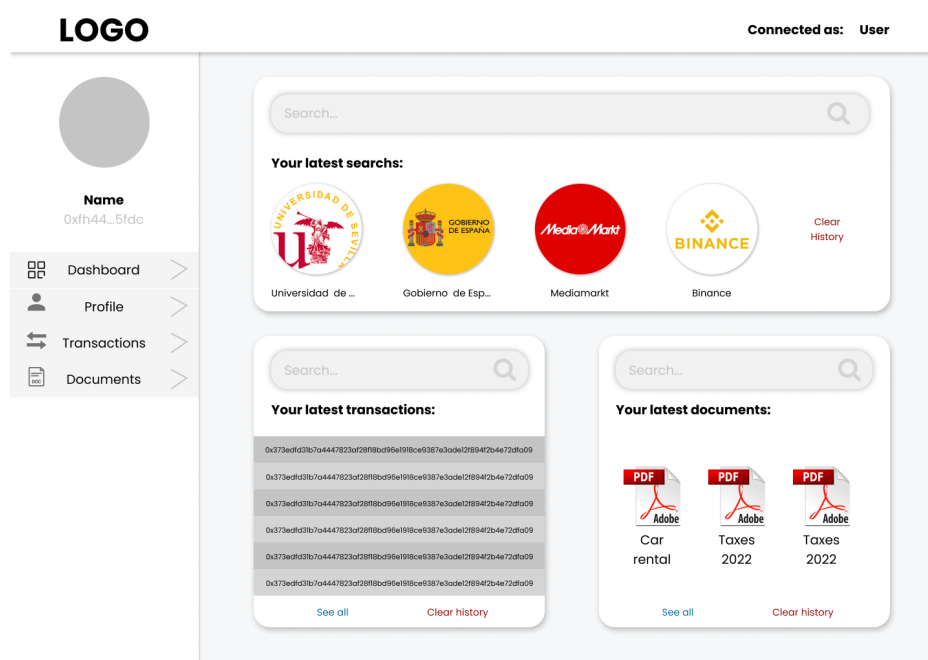 LOGO
Connected as: User
Search...
Your latest searchs:
UNIVERSIDAD DE SEVILLA
GOBIERNO
DE ESPAÑA
MediaMarkt
BINANCE
Clear
History
Universidad de ...
Gobierno de Esp...
Mediamarkt
Binance
Name
0xfh44...5fdc
Dashboard
Profile
Transactions
DOC
Documents
Search...
Your latest transactions:
0x373edfd31b7a4447823af28f18bd96e1918ce9387e3ade12f894f2b4e72dfa09
0x373edfd31b7a4447823af28f18bd96e1918ce9387e3ade12f894f2b4e72dfa09
0x373edfd31b7a4447823af28f18bd96e1918ce9387e3ade12f894f2b4e72dfa09
0x373edfd31b7a4447823af28f18bd96e1918ce9387e3ade12f894f2b4e72dfa09
0x373edfd31b7a4447823af28f18bd96e1918ce9387e3ade12f894f2b4e72dfa09
0x373edfd31b7a4447823af28f18bd96e1918ce9387e3ade12f894f2b4e72dfa09
See all
Clear history
Search...
Your latest documents:
PDF
Adobe
PDF
Adobe
PDF
Adobe
Car
rental
Taxes
2022
Taxes
2022
See all
Clear history